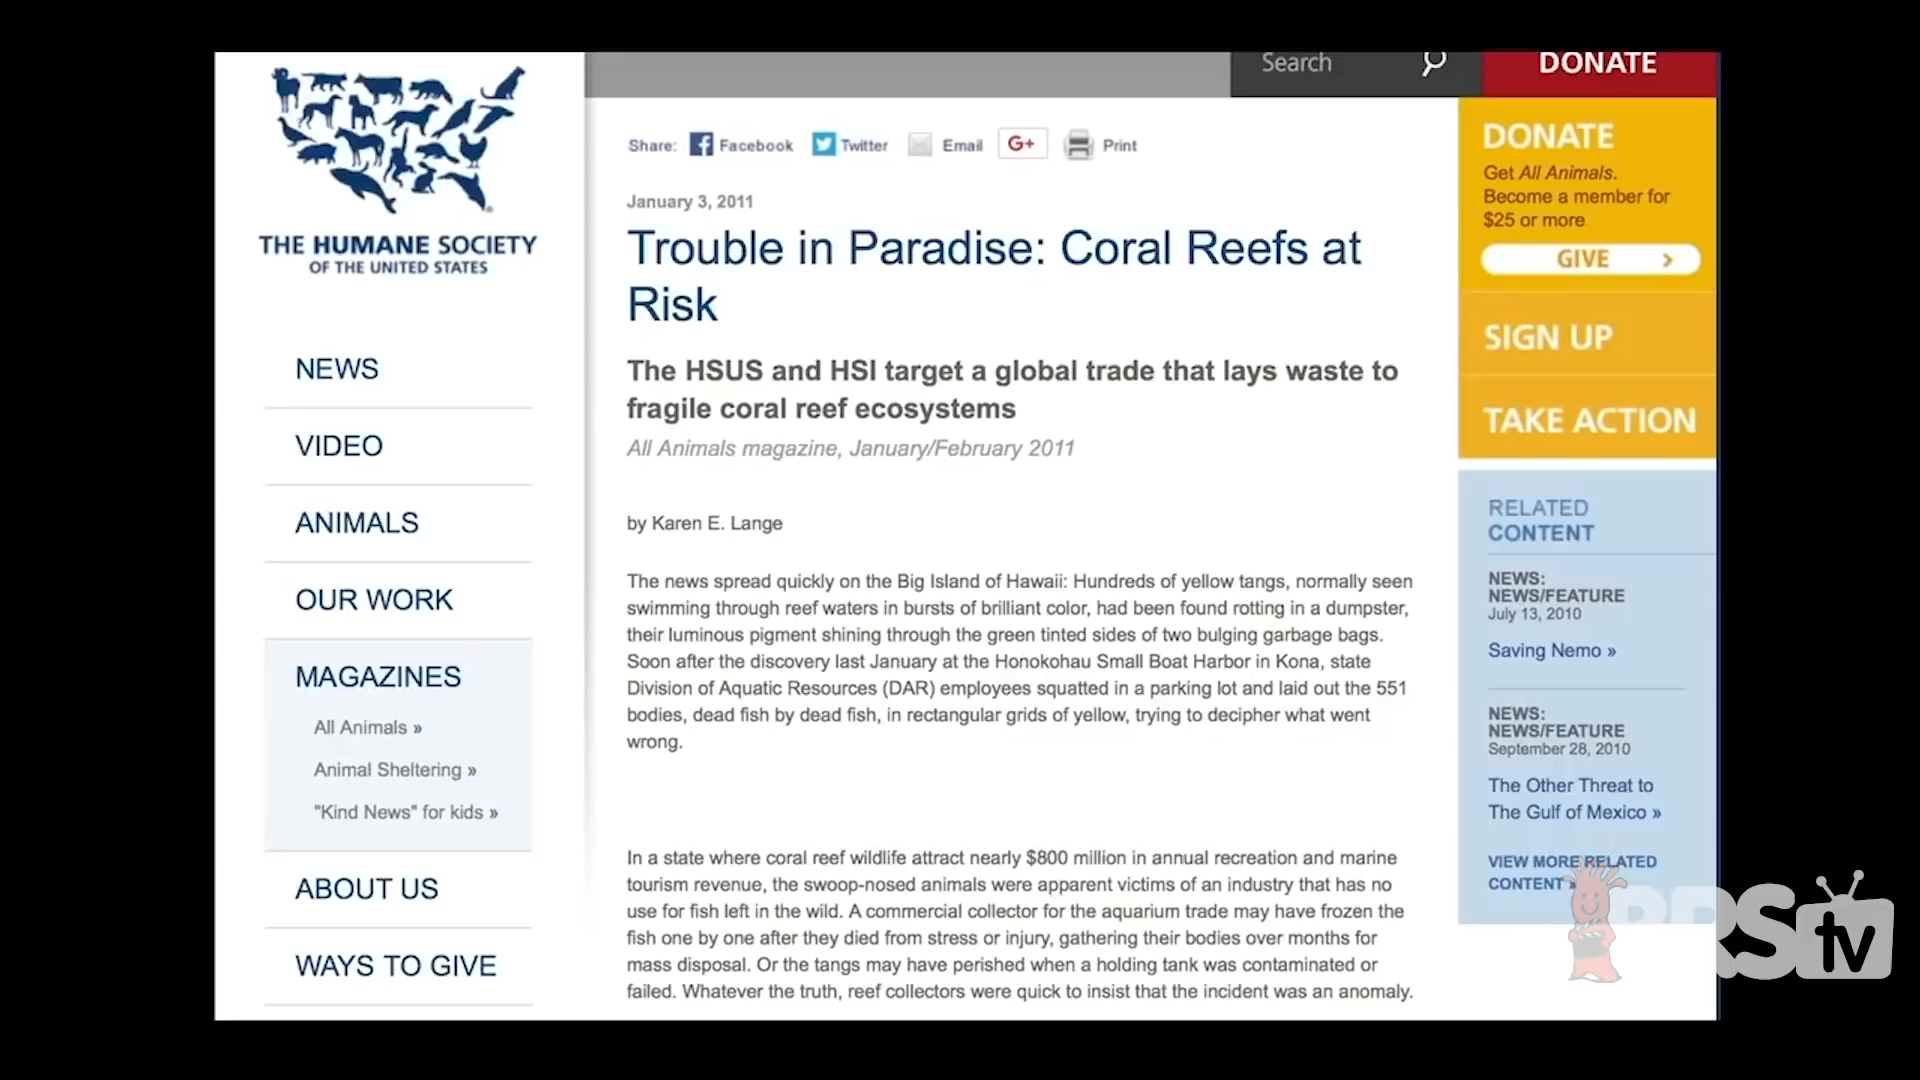 Search
DONATE
THE HUMANE SOCIETY
OF THE UNITED STATES
NEWS
VIDEO
ANIMALS
OUR WORK
MAGAZINES
All Animals »
Animal Sheltering »
"Kind News" for kids »
ABOUT US
WAYS TO GIVE
Share: Facebook Twitter Email G+ Print
January 3, 2011
Trouble in Paradise: Coral Reefs at
Risk
The HSUS and HSI target a global trade that lays waste to
fragile coral reef ecosystems
All Animals magazine, January/February 2011
by Karen E. Lange
The news spread quickly on the Big Island of Hawaii: Hundreds of yellow tangs, normally seen
swimming through reef waters in bursts of brilliant color, had been found rotting in a dumpster,
their luminous pigment shining through the green tinted sides of two bulging garbage bags.
Soon after the discovery last January at the Honokohau Small Boat Harbor in Kona, state
Division of Aquatic Resources (DAR) employees squatted in a parking lot and laid out the 551
bodies, dead fish by dead fish, in rectangular grids of yellow, trying to decipher what went
wrong.
In a state where coral reef wildlife attract nearly $800 million in annual recreation and marine
tourism revenue, the swoop-nosed animals were apparent victims of an industry that has no
use for fish left in the wild. A commercial collector for the aquarium trade may have frozen the
fish one by one after they died from stress or injury, gathering their bodies over months for
mass disposal. Or the tangs may have perished when a holding tank was contaminated or
failed. Whatever the truth, reef collectors were quick to insist that the incident was an anomaly.
DONATE
Get All Animals.
Become a member for
$25 or more
GIVE >
SIGN UP
TAKE ACTION
RELATED
CONTENT
NEWS:
NEWS/FEATURE
July 13, 2010
Saving Nemo »
NEWS:
NEWS/FEATURE
September 28, 2010
The Other Threat to
The Gulf of Mexico »
VIEW MORE RELATED
CONTENT »
BRS tv